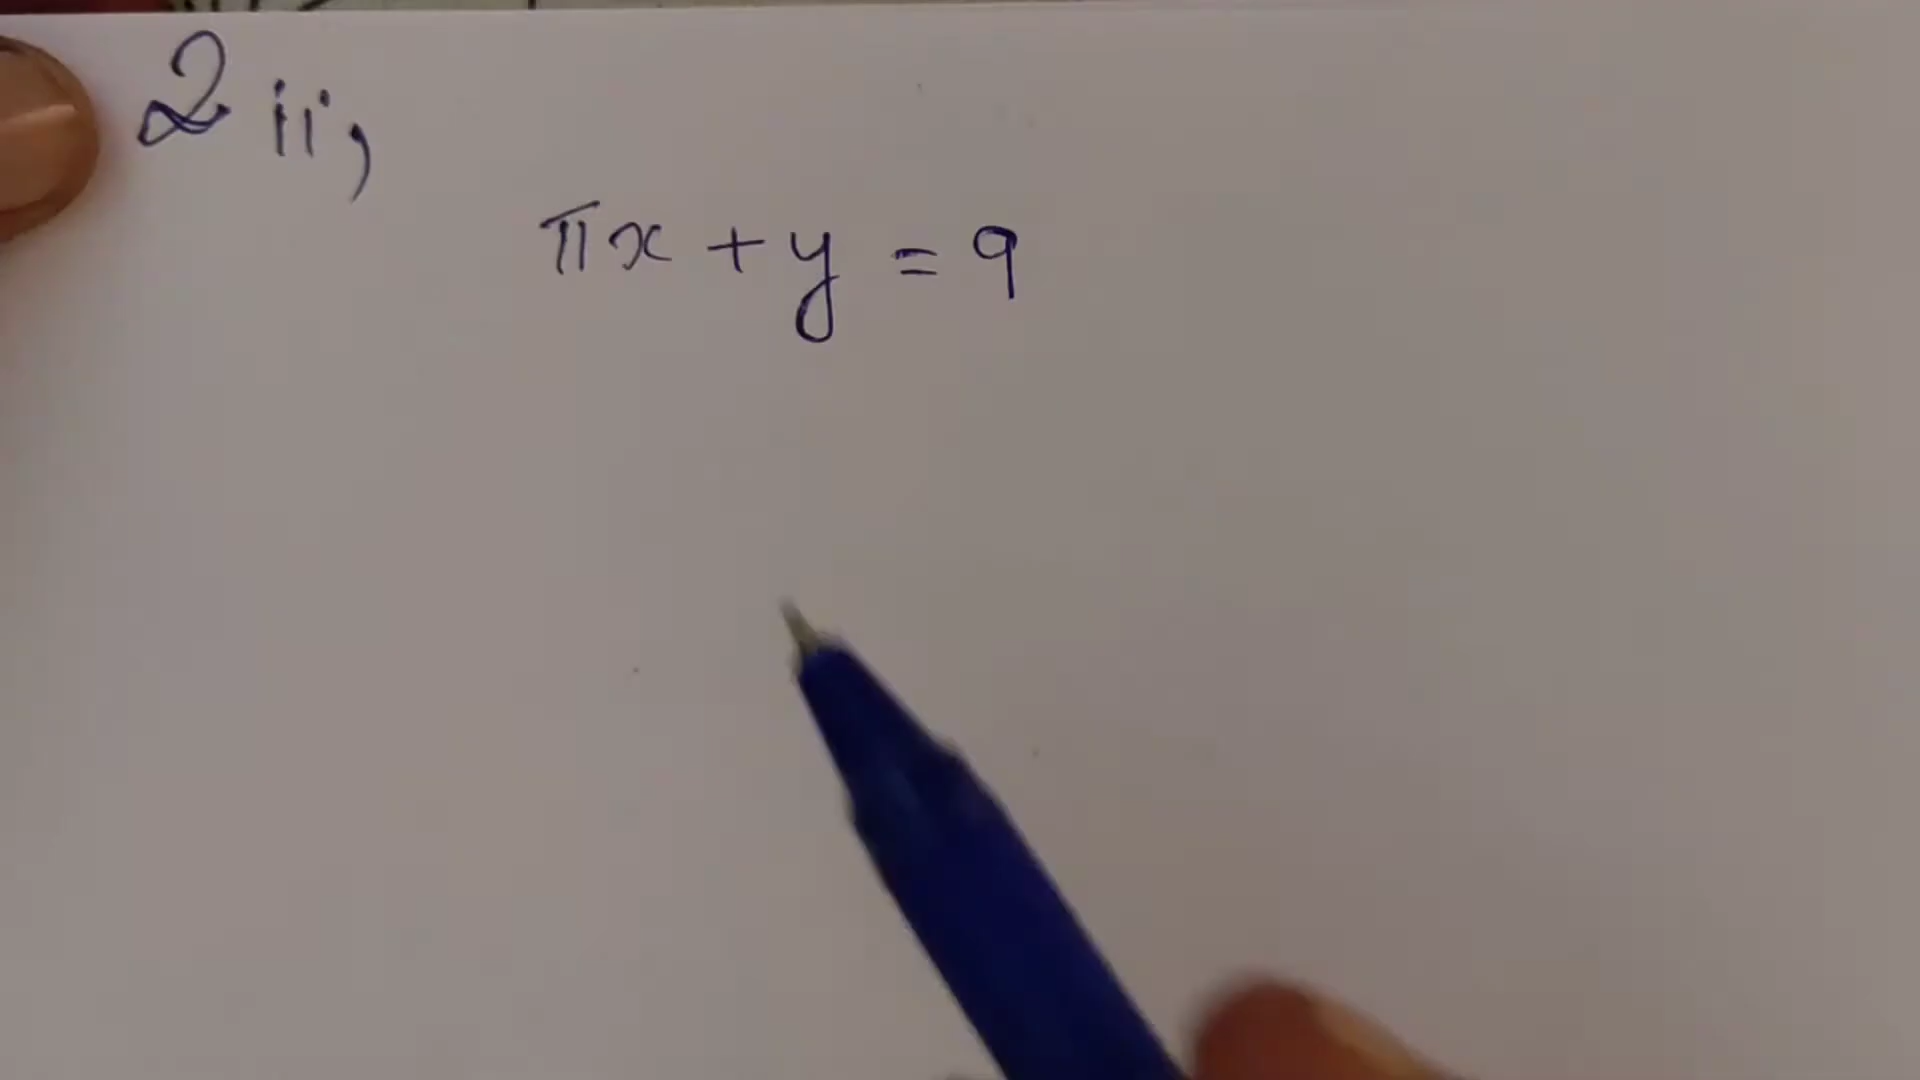 2 ii,
πx + y = 9